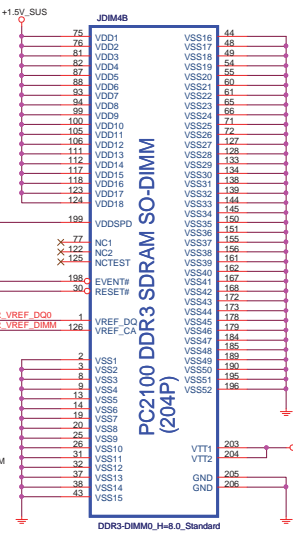 +1.5V_SUS
JDIM4B
75 VDD1
76 VDD2
81 VDD3
82 VDD4
87 VDD5
88 VDD6
93 VDD7
94 VDD8
99 VDD9
100 VDD10
105 VDD11
106 VDD12
111 VDD13
112 VDD14
117 VDD15
118 VDD16
123 VDD17
124 VDD18
199 VDDSPD
77 NC1
122 NC2
125 NCTEST
198 EVENT#
30 RESET#
_VREF_DQ0 1 VREF_DQ
_VREF_DIMM 126 VREF_CA
2 VSS1
3 VSS2
8 VSS3
9 VSS4
13 VSS5
14 VSS6
19 VSS7
20 VSS8
25 VSS9
26 VSS10
31 VSS11
32 VSS12
37 VSS13
38 VSS14
43 VSS15
M
PC2100 DDR3 SDRAM SO-DIMM
(204P)
VSS16 44
VSS17 48
VSS18 49
VSS19 54
VSS20 55
VSS21 60
VSS22 61
VSS23 65
VSS24 66
VSS25 71
VSS26 72
VSS27 127
VSS28 128
VSS29 133
VSS30 134
VSS31 138
VSS32 139
VSS33 144
VSS34 145
VSS35 150
VSS36 151
VSS37 155
VSS38 156
VSS39 161
VSS40 162
VSS41 167
VSS42 168
VSS43 172
VSS44 173
VSS45 178
VSS46 179
VSS47 184
VSS48 185
VSS49 189
VSS50 190
VSS51 195
VSS52 196
VTT1 203
VTT2 204
GND 205
GND 206
DDR3-DIMM0_H=8.0_Standard